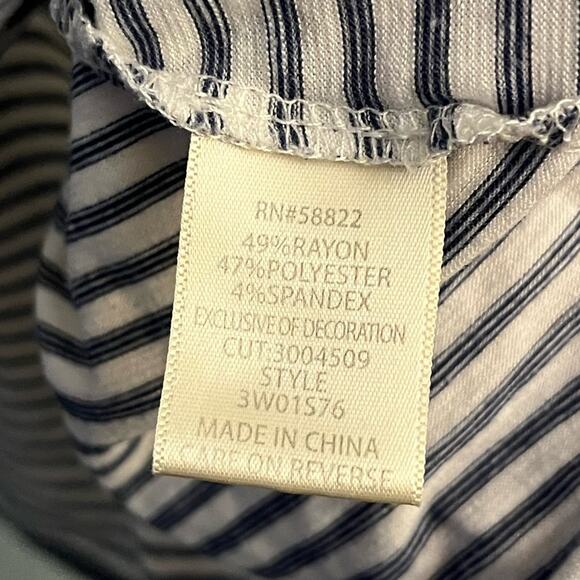 RN#58822
49%RAYON
47%POLYESTER
4%SPANDEX
EXCLUSIVE OF DECORATION
CUT:3004509
STYLE
3W01S76
MADE IN CHINA
CARE ON REVERSE